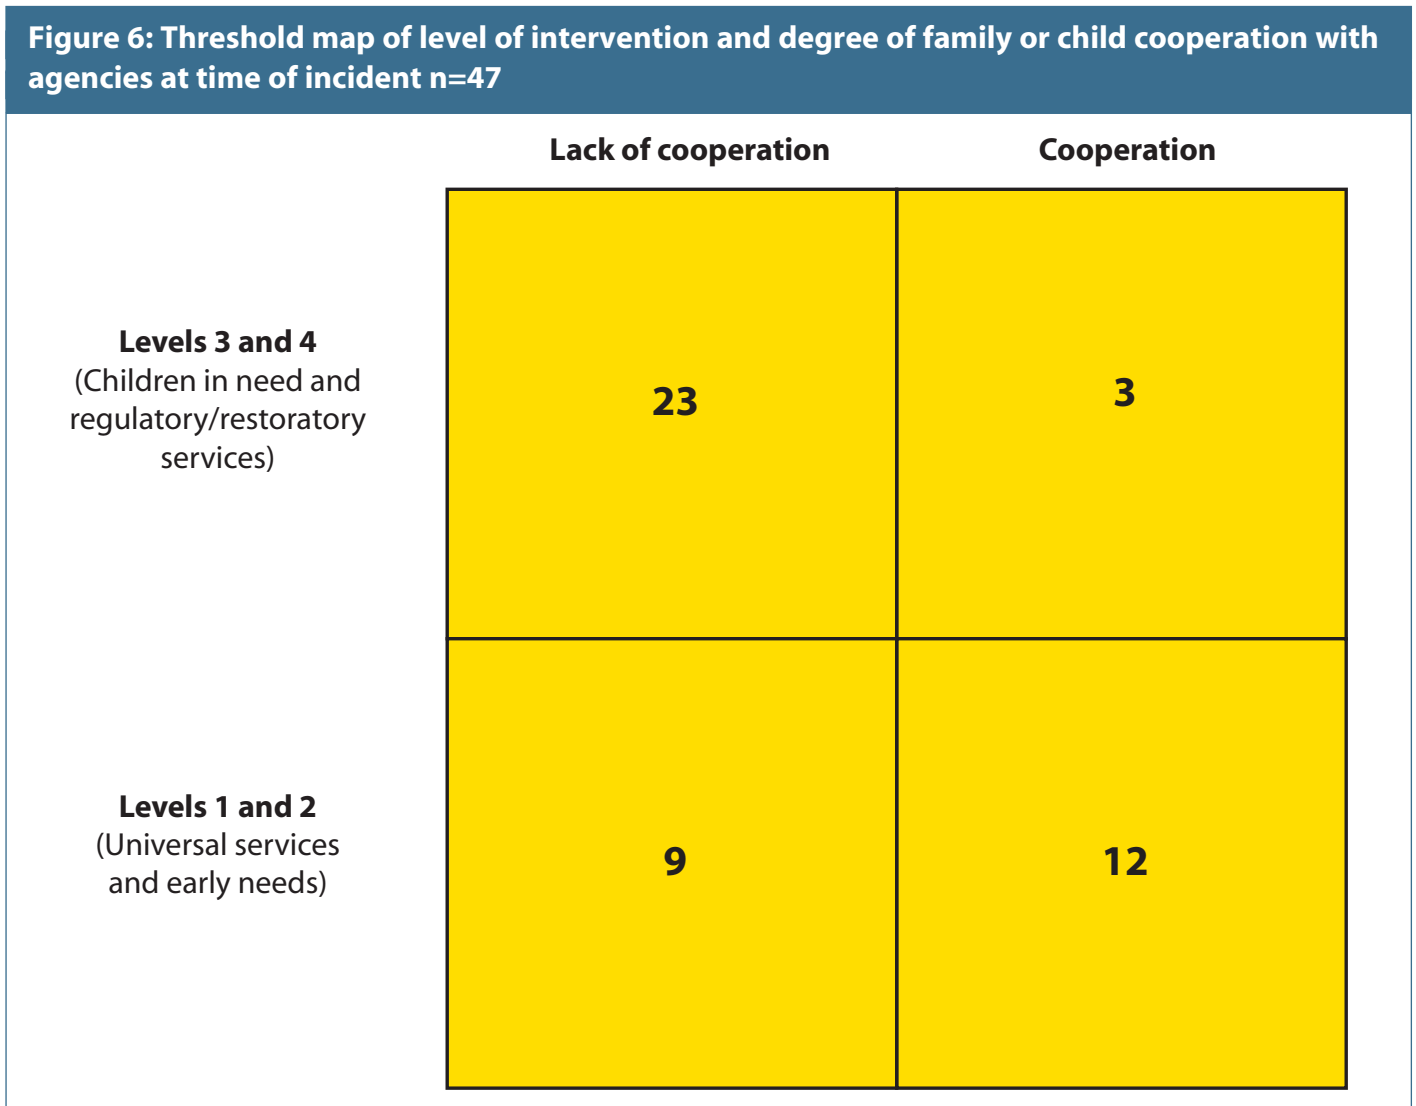 Figure 6: Threshold map of level of intervention and degree of family or child cooperation with
agencies at time of incident n=47
Lack of cooperation
Cooperation
Levels 3 and 4
(Children in need and
regulatory/restoratory
services)
23
3
Levels 1 and 2
(Universal services
and early needs)
9
12